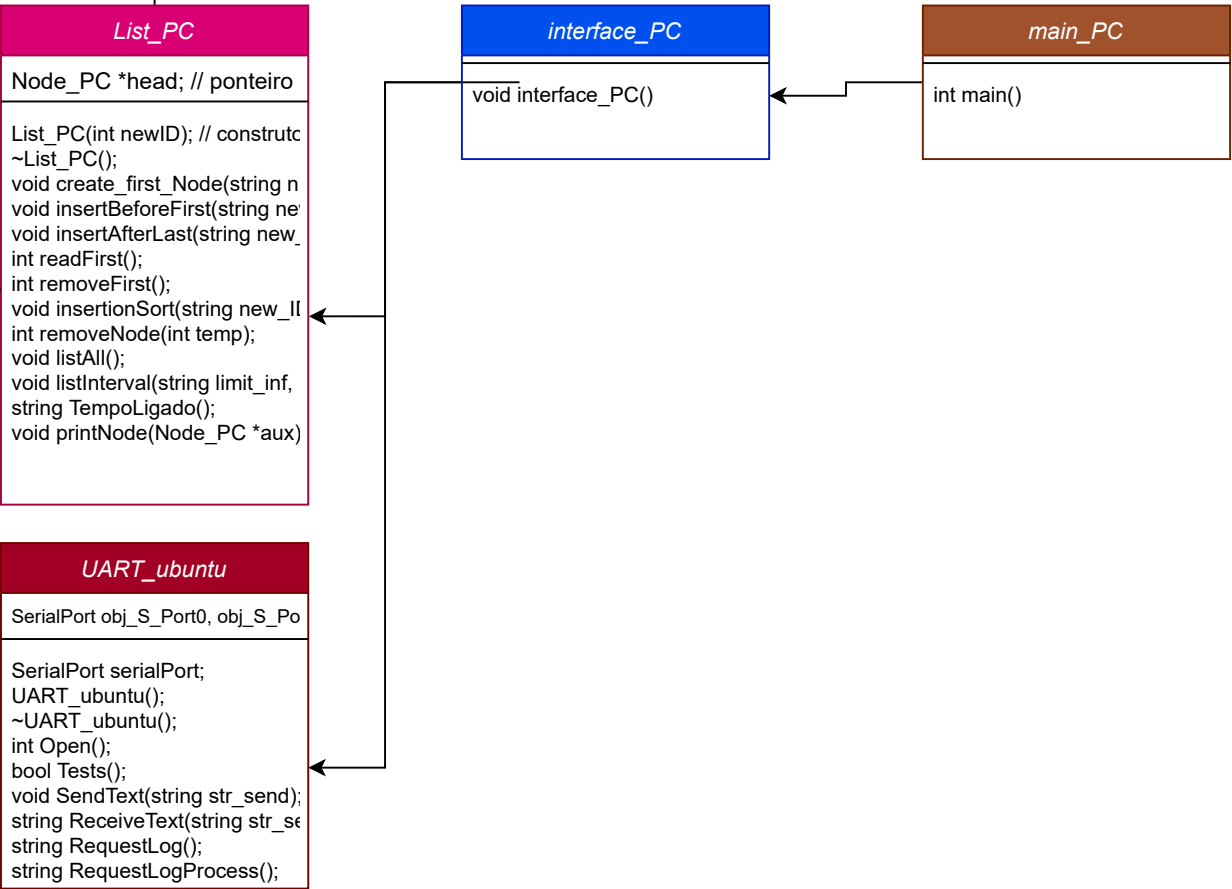 List_PC
Node_PC *head; // ponteiro
List_PC(int newID); // construtc
~List_PC();
void create_first_Node(string n
void insertBeforeFirst(string ne
void insertAfterLast(string new_
int readFirst();
int removeFirst();
void insertionSort(string new_I
int removeNode(int temp);
void listAll();
void listInterval(string limit_inf,
string TempoLigado();
void printNode(Node_PC *aux)
interface_PC
void interface_PC()
main_PC
int main()
UART_ubuntu
SerialPort obj_S_Port0, obj_S_Po
SerialPort serialPort;
UART_ubuntu();
~UART_ubuntu();
int Open();
bool Tests();
void SendText(string str_send);
string ReceiveText(string str_se
string RequestLog();
string RequestLogProcess();